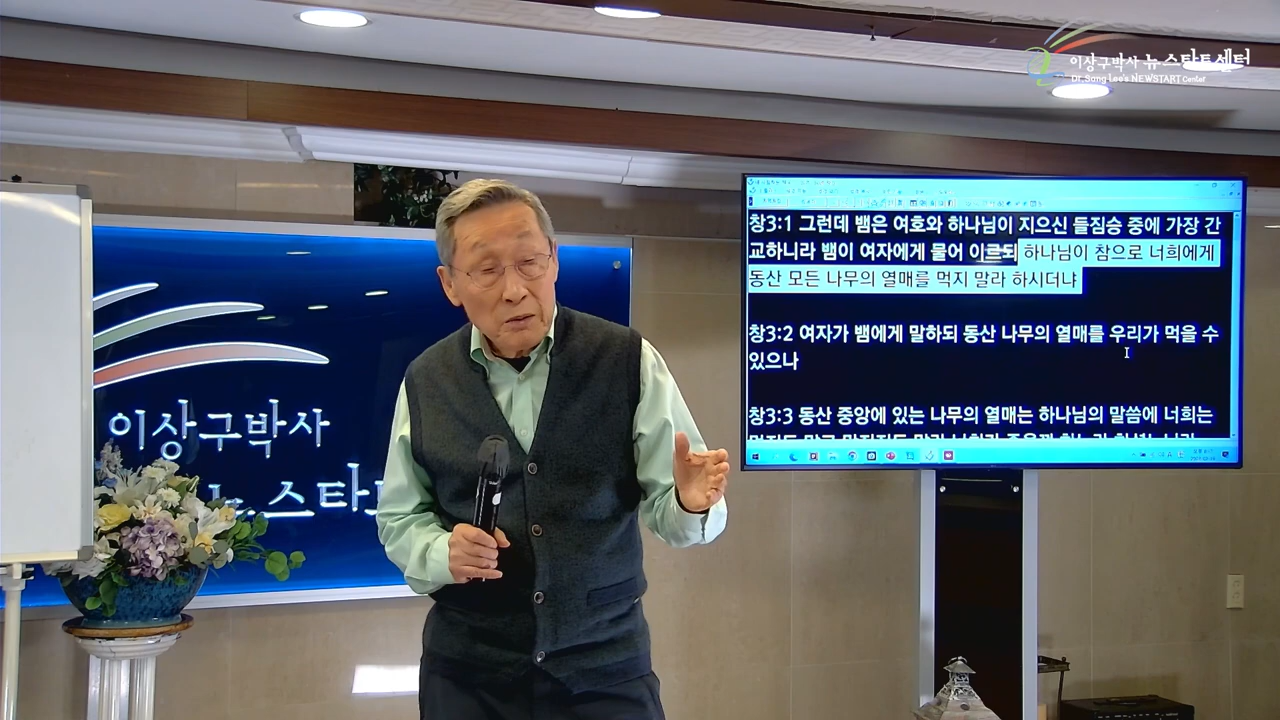 이상구박사 뉴스타트센터
Dr. Sang Lee's NEWSTART Center
이상구박사
뉴 스타트
창3:1 그런데 뱀은 여호와 하나님이 지으신 들짐승 중에 가장 간
교하니라 뱀이 여자에게 물어 이르되 하나님이 참으로 너희에게
동산 모든 나무의 열매를 먹지 말라 하시더냐
창3:2 여자가 뱀에게 말하되 동산 나무의 열매를 우리가 먹을 수
있으나
창3:3 동산 중앙에 있는 나무의 열매는 하나님의 말씀에 너희는